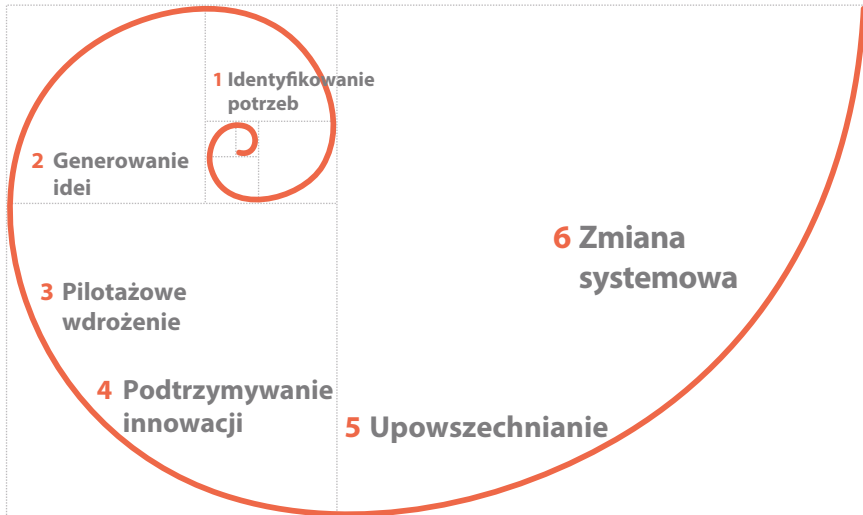 1 Identyfikowanie
potrzeb
2 Generowanie
idei
3 Pilotażowe
wdrożenie
4 Podtrzymywanie
innowacji
5 Upowszechnianie
6 Zmiana
systemowa